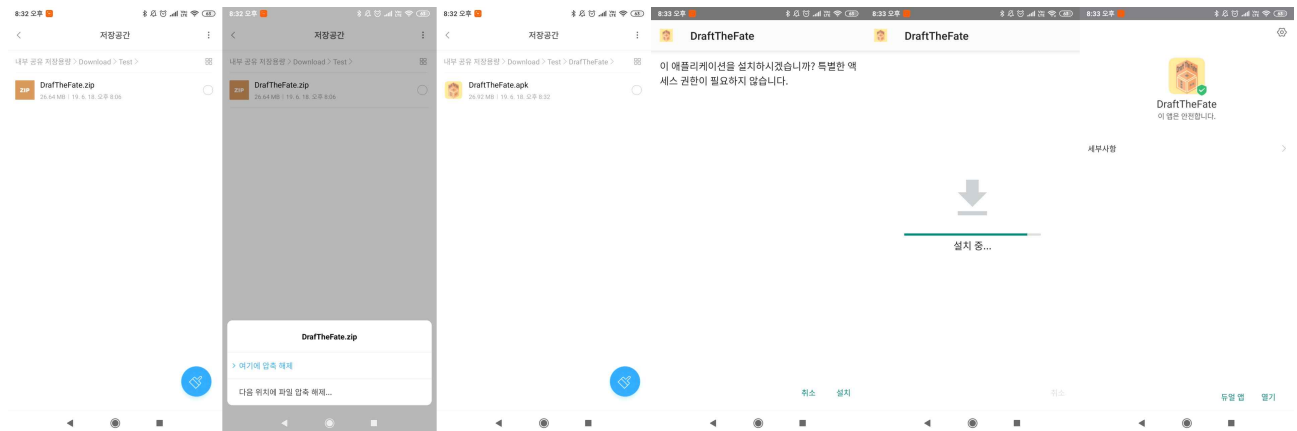 8:32 오후
저장공간
내부 공유 저장용량 > Download > Test >
ZIP
DrafTheFate.zip
26.64 MB | 19. 6. 18. 오후 8:06
8:32 오후
저장공간
내부 공유 저장용량 > Download > Test >
ZIP
DrafTheFate.zip
26.64 MB | 19. 6. 18. 오후 8:06
DrafTheFate.zip
> 여기에 압축 해제
다음 위치에 파일 압축 해제...
8:32 오후
저장공간
내부 공유 저장용량 > Download > Test > DrafTheFate >
DrafTheFate.apk
26.92 MB | 19. 6. 18. 오후 8:32
8:33 오후
DraftTheFate
이 애플리케이션을 설치하시겠습니까? 특별한 액
세스 권한이 필요하지 않습니다.
취소 설치
8:33 오후
DraftTheFate
설치 중...
취소
8:33 오후
DraftTheFate
이 앱은 안전합니다.
세부사항
듀얼 앱 열기